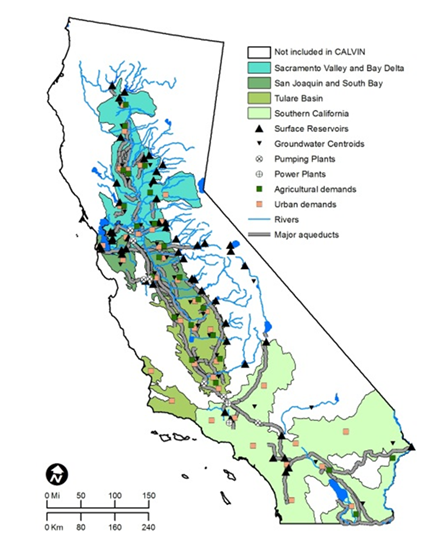 Not included in CALVIN
Sacramento Valley and Bay Delta
San Joaquin and South Bay
Tulare Basin
Southern California
Surface Reservoirs
Groundwater Centroids
Pumping Plants
Power Plants
Agricultural demands
Urban demands
Rivers
Major aqueducts
N
0 Mi 50 100 150
0 Km 80 160 240